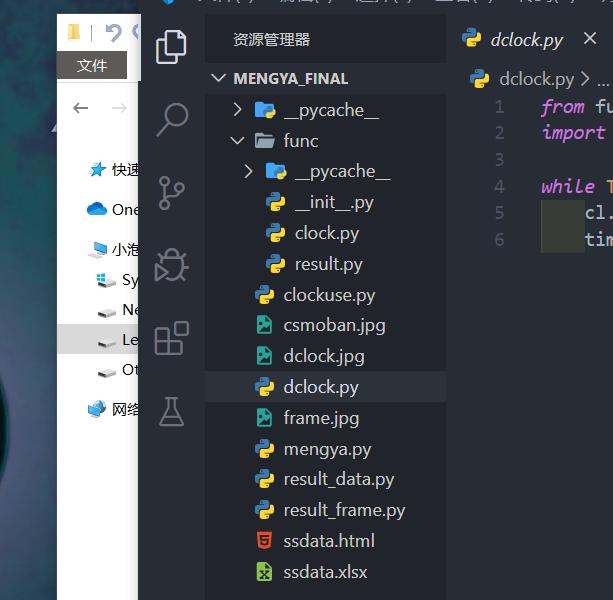 文件
快速
One
小泡
Sy
Ne
Le
Ot
网络
资源管理器
MENGYA_FINAL
__pycache__
func
__pycache__
__init__.py
clock.py
result.py
clockuse.py
csmoban.jpg
dclock.jpg
dclock.py
frame.jpg
mengya.py
result_data.py
result_frame.py
ssdata.html
ssdata.xlsx
dclock.py
dclock.py > ...
1 from fu
2 import
3
4 while T
5 cl.
6 tim